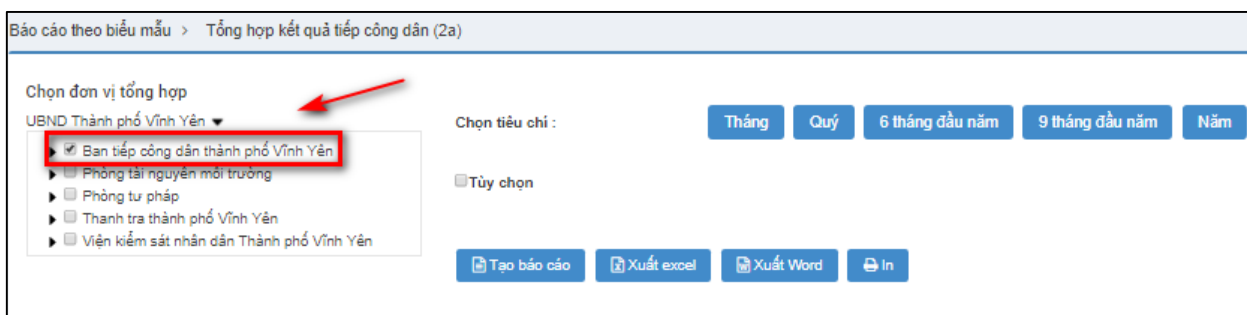 Báo cáo theo biểu mẫu > Tổng hợp kết quả tiếp công dân (2a)
Chọn đơn vị tổng hợp
UBND Thành phố Vĩnh Yên
Ban tiếp công dân thành phố Vĩnh Yên
Phòng tài nguyên môi trường
Phòng tư pháp
Thanh tra thành phố Vĩnh Yên
Viện kiểm sát nhân dân Thành phố Vĩnh Yên
Chọn tiêu chí : Tháng Quý 6 tháng đầu năm 9 tháng đầu năm Năm
Tùy chọn
Tạo báo cáo Xuất excel Xuất Word In